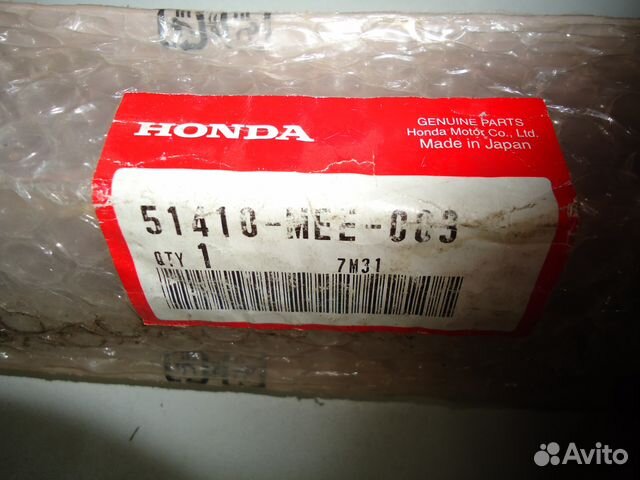 HONDA
GENUINE PARTS
Honda Motor Co., Ltd.
Made in Japan
51410-MEE-003
QTY 1
7M31
Avito